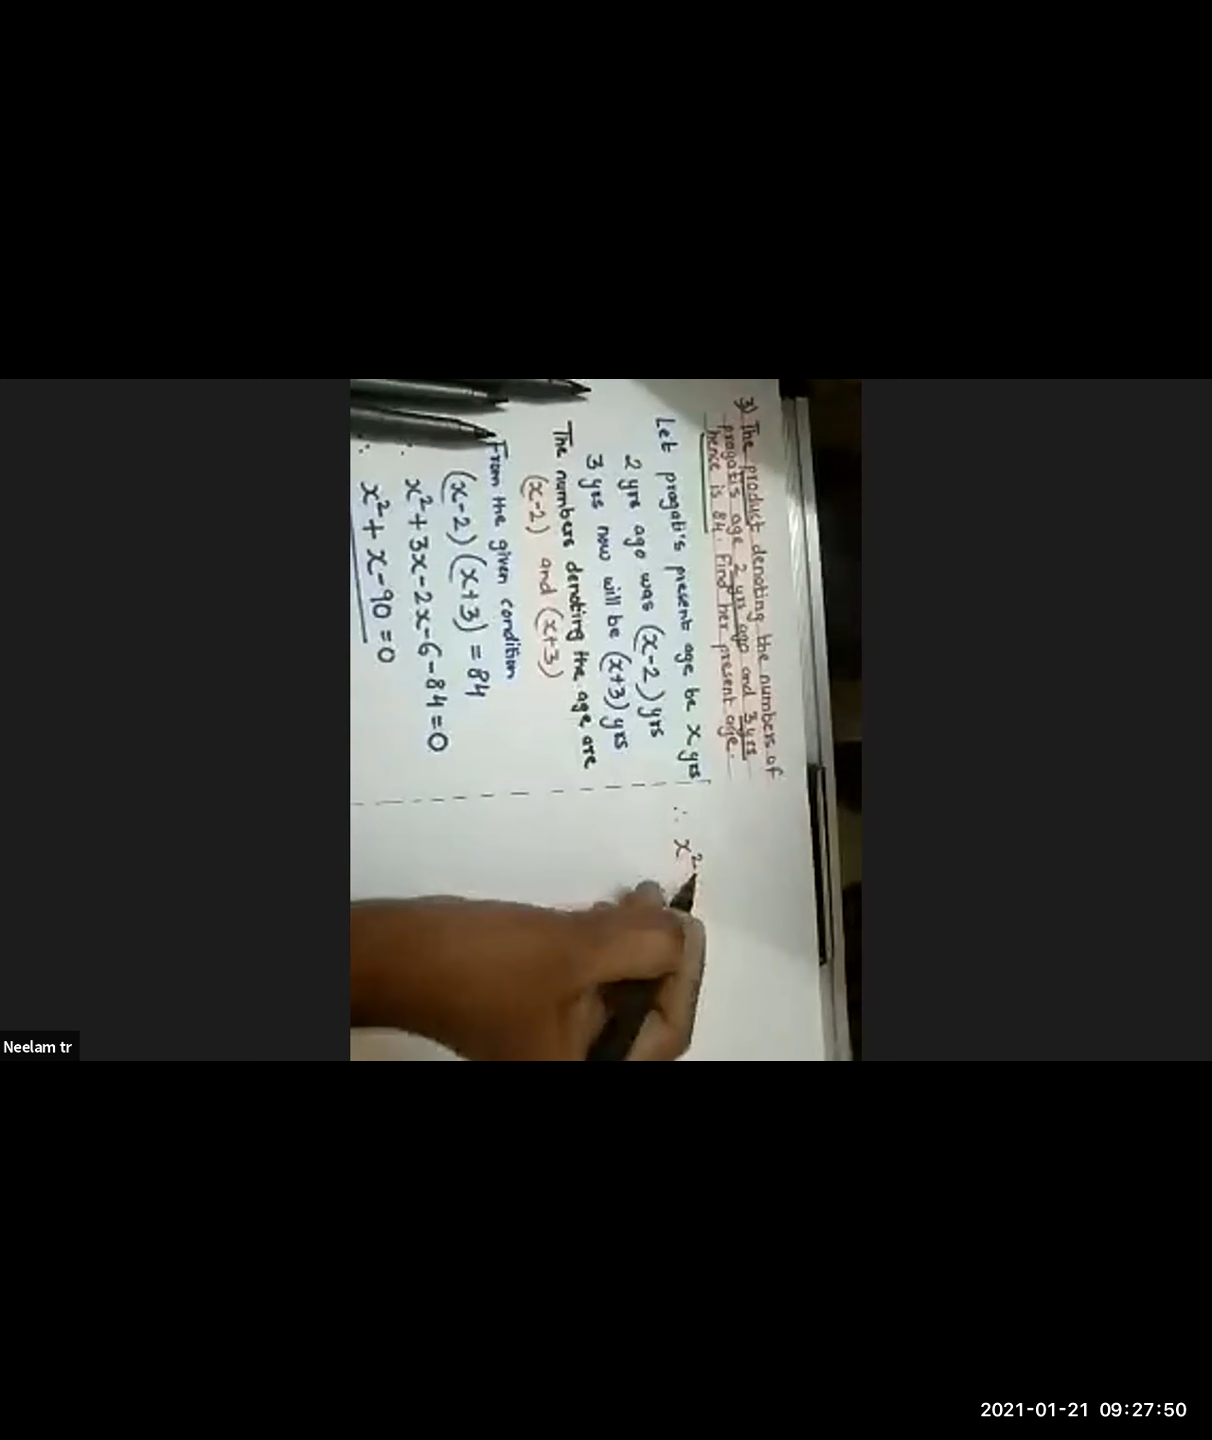 3) The product denoting the numbers of
pragati's age 2 yrs ago and 3 yrs
hence is 84. Find her present age.
Let pragati's present age be x yrs
2 yrs ago was (x-2) yrs
3 yrs now will be (x+3) yrs
The numbers denoting the age are
(x-2) and (x+3)
From the given condition
(x-2) (x+3) = 84
∴ x²+3x-2x-6-84=0
∴ x²+x-90=0
∴ x²
Neelam tr
2021-01-21 09:27:50